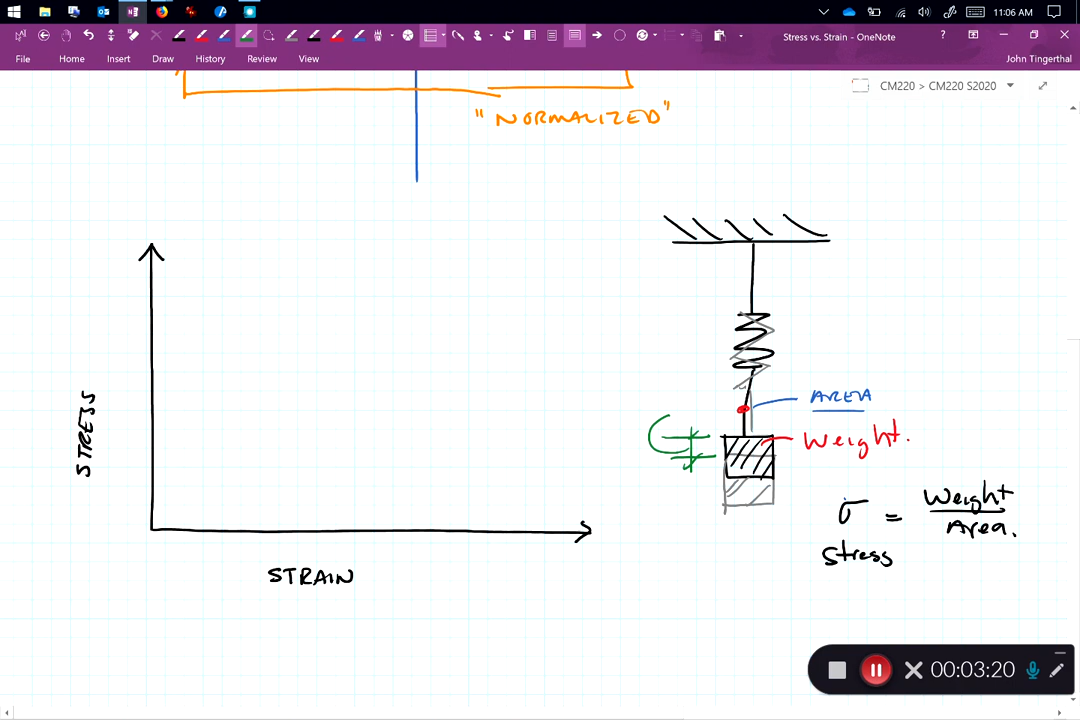 11:06 AM
Stress vs. Strain - OneNote
?
File Home Insert Draw History Review View
John Tingerthal
CM220 > CM220 S2020
"NORMALIZED"
AREA
Weight.
STRESS
σ = Weight
Area.
stress
STRAIN
00:03:20